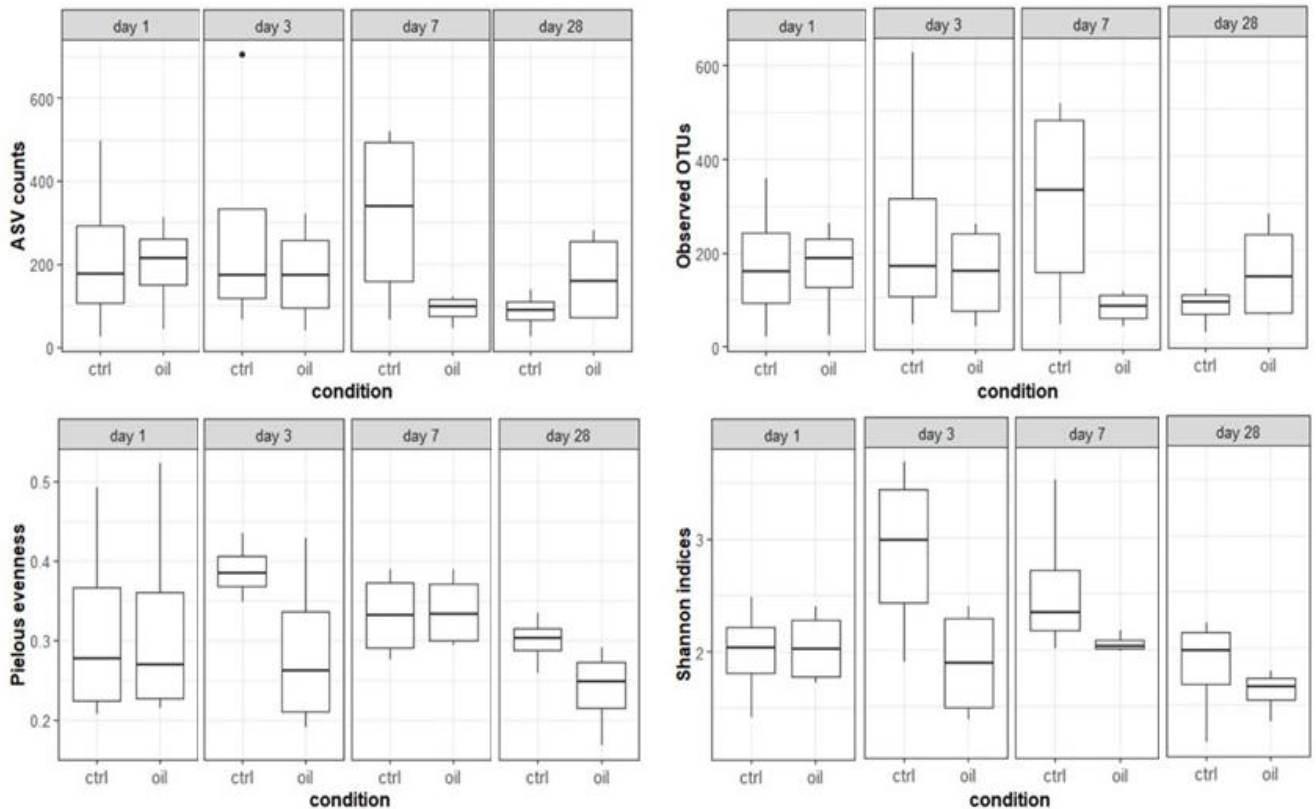 day 1 day 3 day 7 day 28
ASV counts
600
400
200
0
ctrl oil ctrl oil ctrl oil ctrl oil
condition
day 1 day 3 day 7 day 28
Observed OTUs
600
400
200
0
ctrl oil ctrl oil ctrl oil ctrl oil
condition
day 1 day 3 day 7 day 28
Pielous evenness
0.5
0.4
0.3
0.2
ctrl oil ctrl oil ctrl oil ctrl oil
condition
day 1 day 3 day 7 day 28
Shannon indices
3
2
ctrl oil ctrl oil ctrl oil ctrl oil
condition